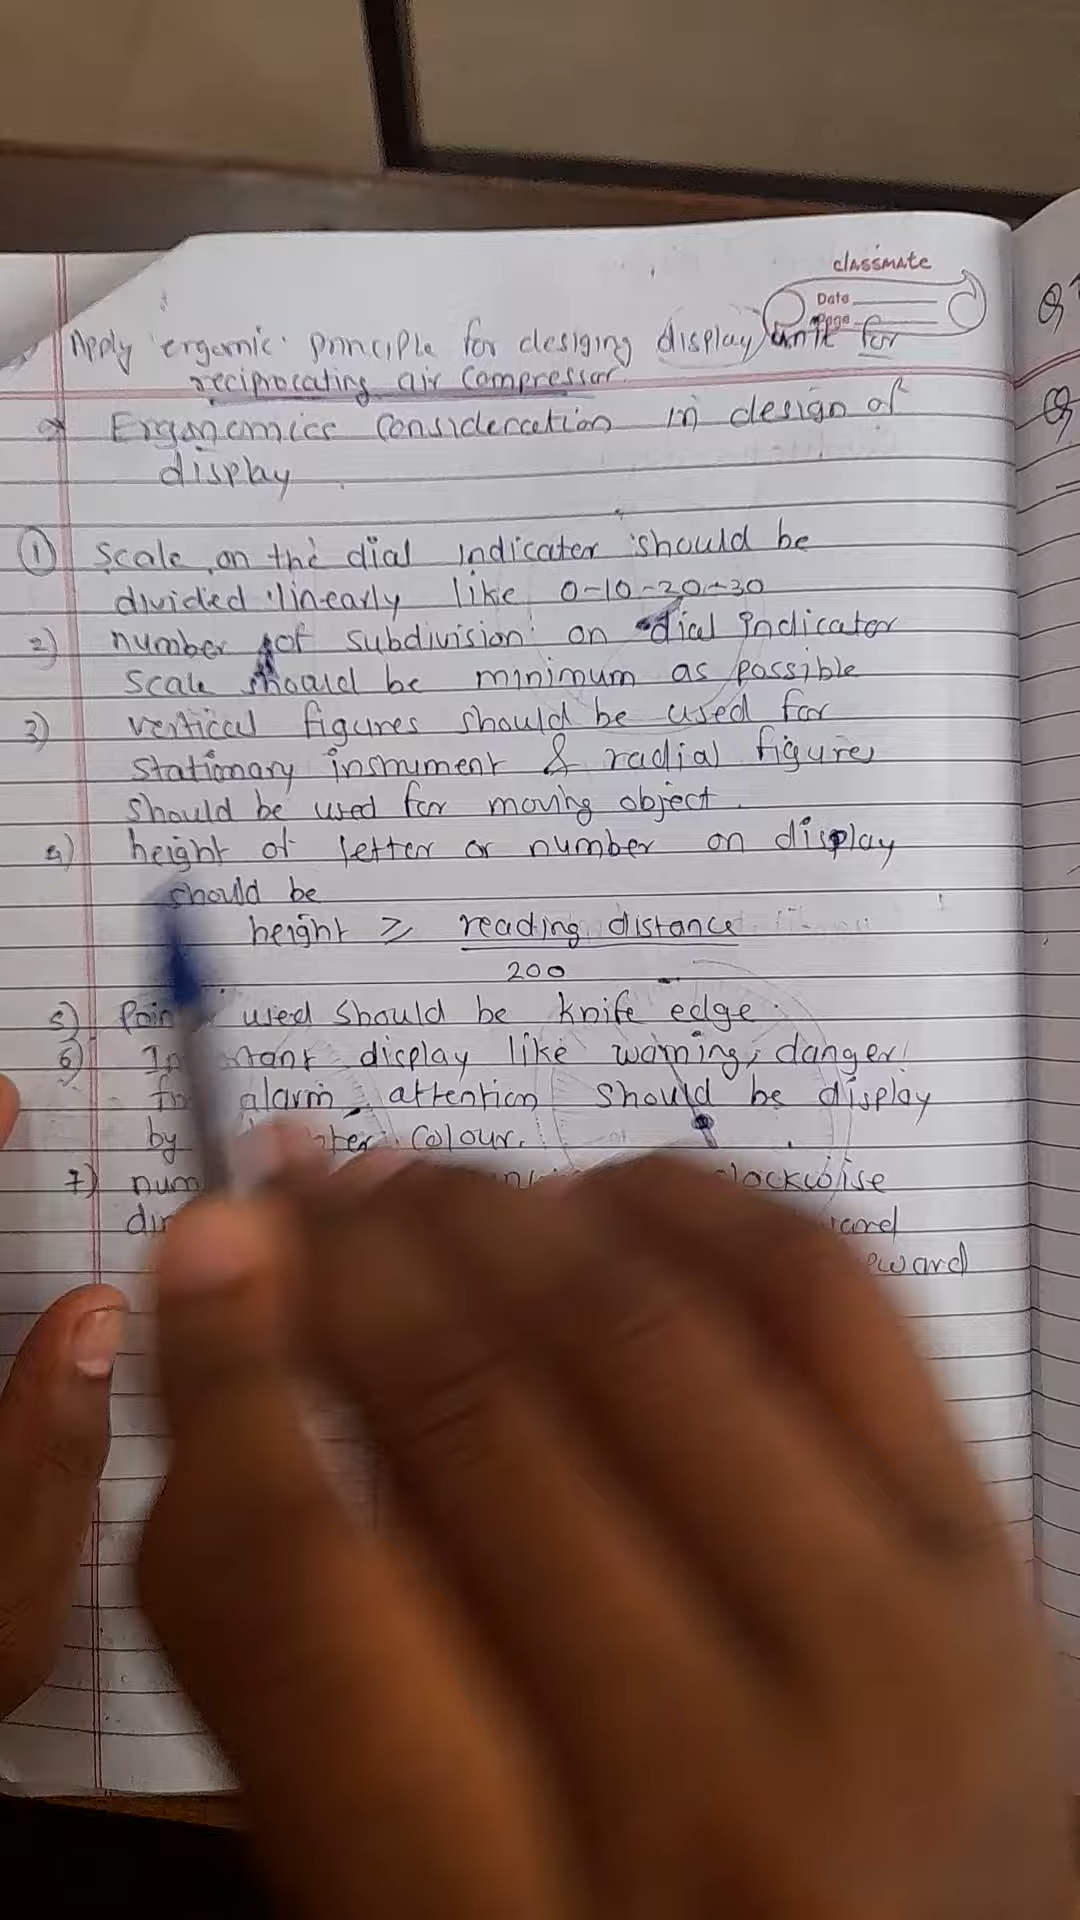 classmate
Date
Page
Apply ergomic principle for desiging display unit for
reciprocating air compressor.
Ergonomics consideration in design of
display
1 Scale on the dial indicater should be
divided linearly like 0-10-20-30
2) number of subdivision on dial indicator
scale should be minimum as possible
3) vertical figures should be used for
stationary instrument & radial figures
should be used for moving object.
4) height of letter or number on display
should be
height ≥ reading distance
200
5) used should be knife edge.
6) display like warning, danger
alarm, attention should be display
by colour.
7) clockwise